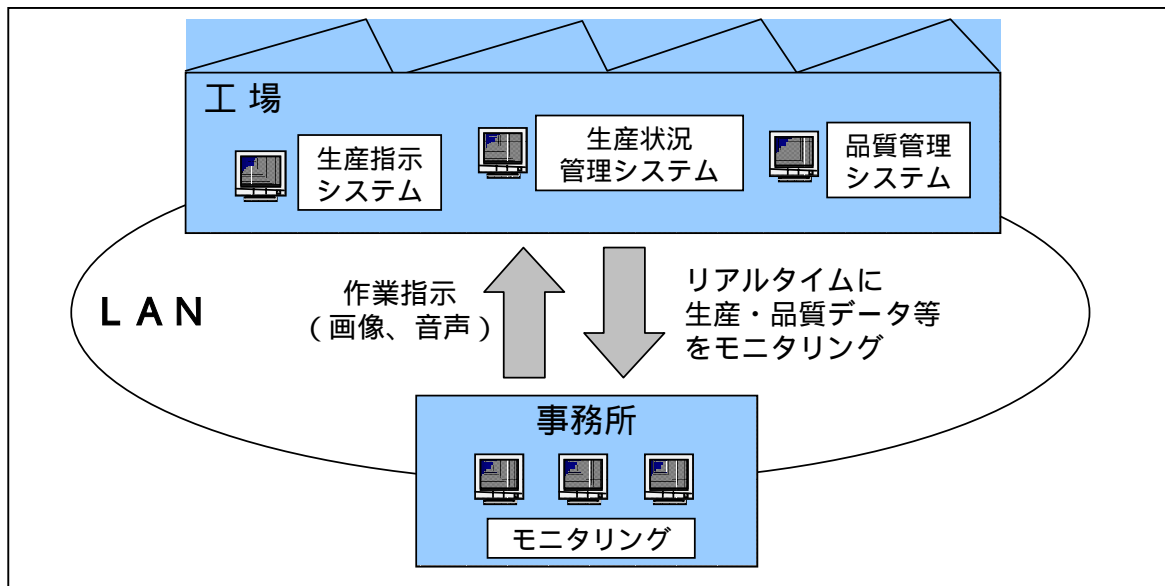 工 場
生産指示
システム
生産状況
管理システム
品質管理
システム
LAN
作業指示
(画像、音声)
リアルタイムに
生産・品質データ等
をモニタリング
事務所
モニタリング